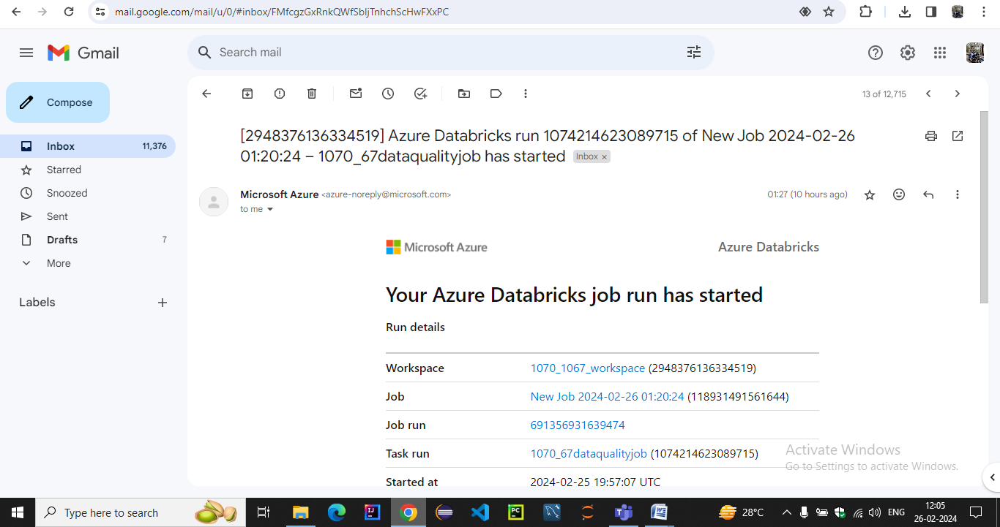 mail.google.com/mail/u/0/#inbox/FMfcgzGxRnkQWfSbljTnhchScHwFXxPC
Gmail
Search mail
Compose
13 of 12,715
Inbox 11,376
Starred
Snoozed
Sent
Drafts 7
More
Labels
[2948376136334519] Azure Databricks run 1074214623089715 of New Job 2024-02-26
01:20:24 – 1070_67dataqualityjob has started Inbox x
Microsoft Azure <azure-noreply@microsoft.com> 01:27 (10 hours ago)
to me
Microsoft Azure Azure Databricks
Your Azure Databricks job run has started
Run details
Workspace 1070_1067_workspace (2948376136334519)
Job New Job 2024-02-26 01:20:24 (118931491561644)
Job run 691356931639474
Task run 1070_67dataqualityjob (1074214623089715)
Started at 2024-02-25 19:57:07 UTC
Activate Windows
Go to Settings to activate Windows.
Type here to search
IJ
PC
28°C
ENG
12:05
26-02-2024